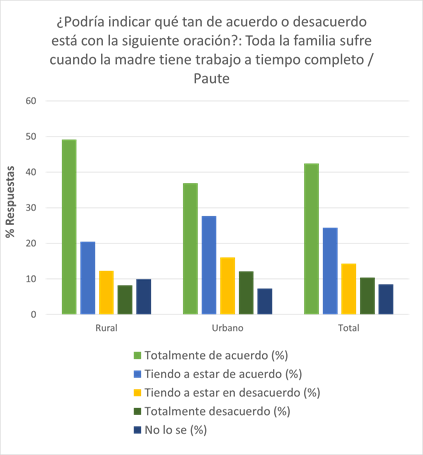 ¿Podría indicar qué tan de acuerdo o desacuerdo
está con la siguiente oración?: Toda la familia sufre
cuando la madre tiene trabajo a tiempo completo /
Paute
% Respuestas
60
50
40
30
20
10
0
Rural
Urbano
Total
Totalmente de acuerdo (%)
Tiendo a estar de acuerdo (%)
Tiendo a estar en desacuerdo (%)
Totalmente desacuerdo (%)
No lo se (%)